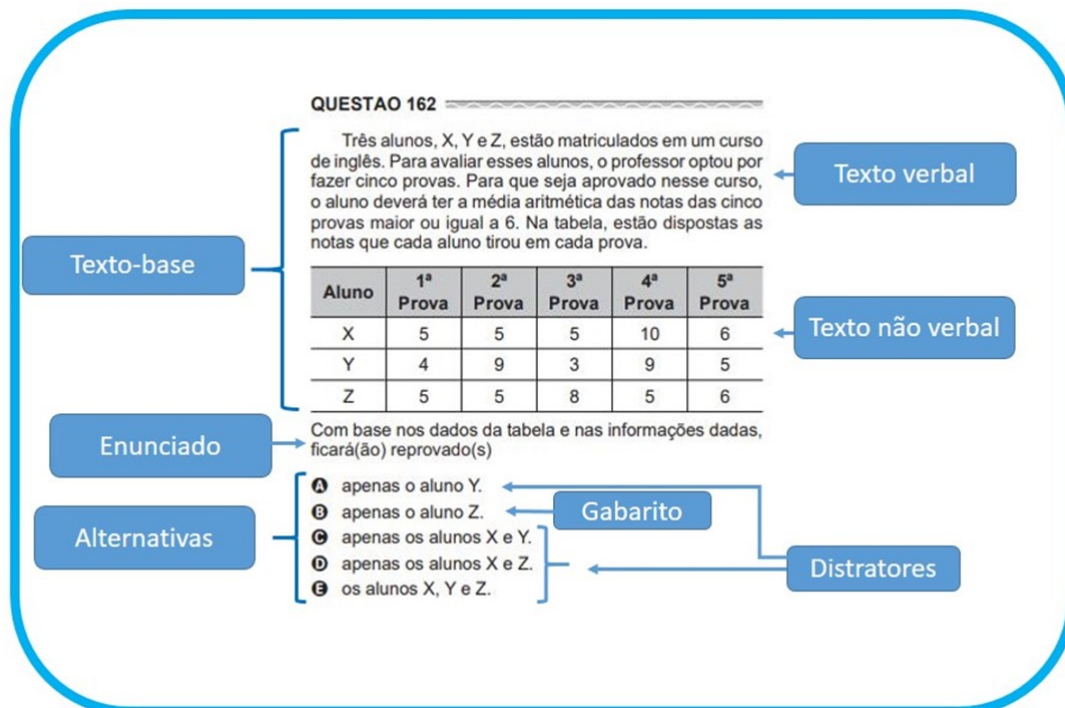 QUESTAO 162
Três alunos, X, Y e Z, estão matriculados em um curso
de inglês. Para avaliar esses alunos, o professor optou por
fazer cinco provas. Para que seja aprovado nesse curso,
o aluno deverá ter a média aritmética das notas das cinco
provas maior ou igual a 6. Na tabela, estão dispostas as
notas que cada aluno tirou em cada prova.
Texto verbal
Texto-base
Aluno 1ª Prova 2ª Prova 3ª Prova 4ª Prova 5ª Prova
X 5 5 5 10 6
Y 4 9 3 9 5
Z 5 5 8 5 6
Texto não verbal
Enunciado
Com base nos dados da tabela e nas informações dadas,
ficará(ão) reprovado(s)
Alternativas
A apenas o aluno Y.
B apenas o aluno Z.
C apenas os alunos X e Y.
D apenas os alunos X e Z.
E os alunos X, Y e Z.
Gabarito
Distratores